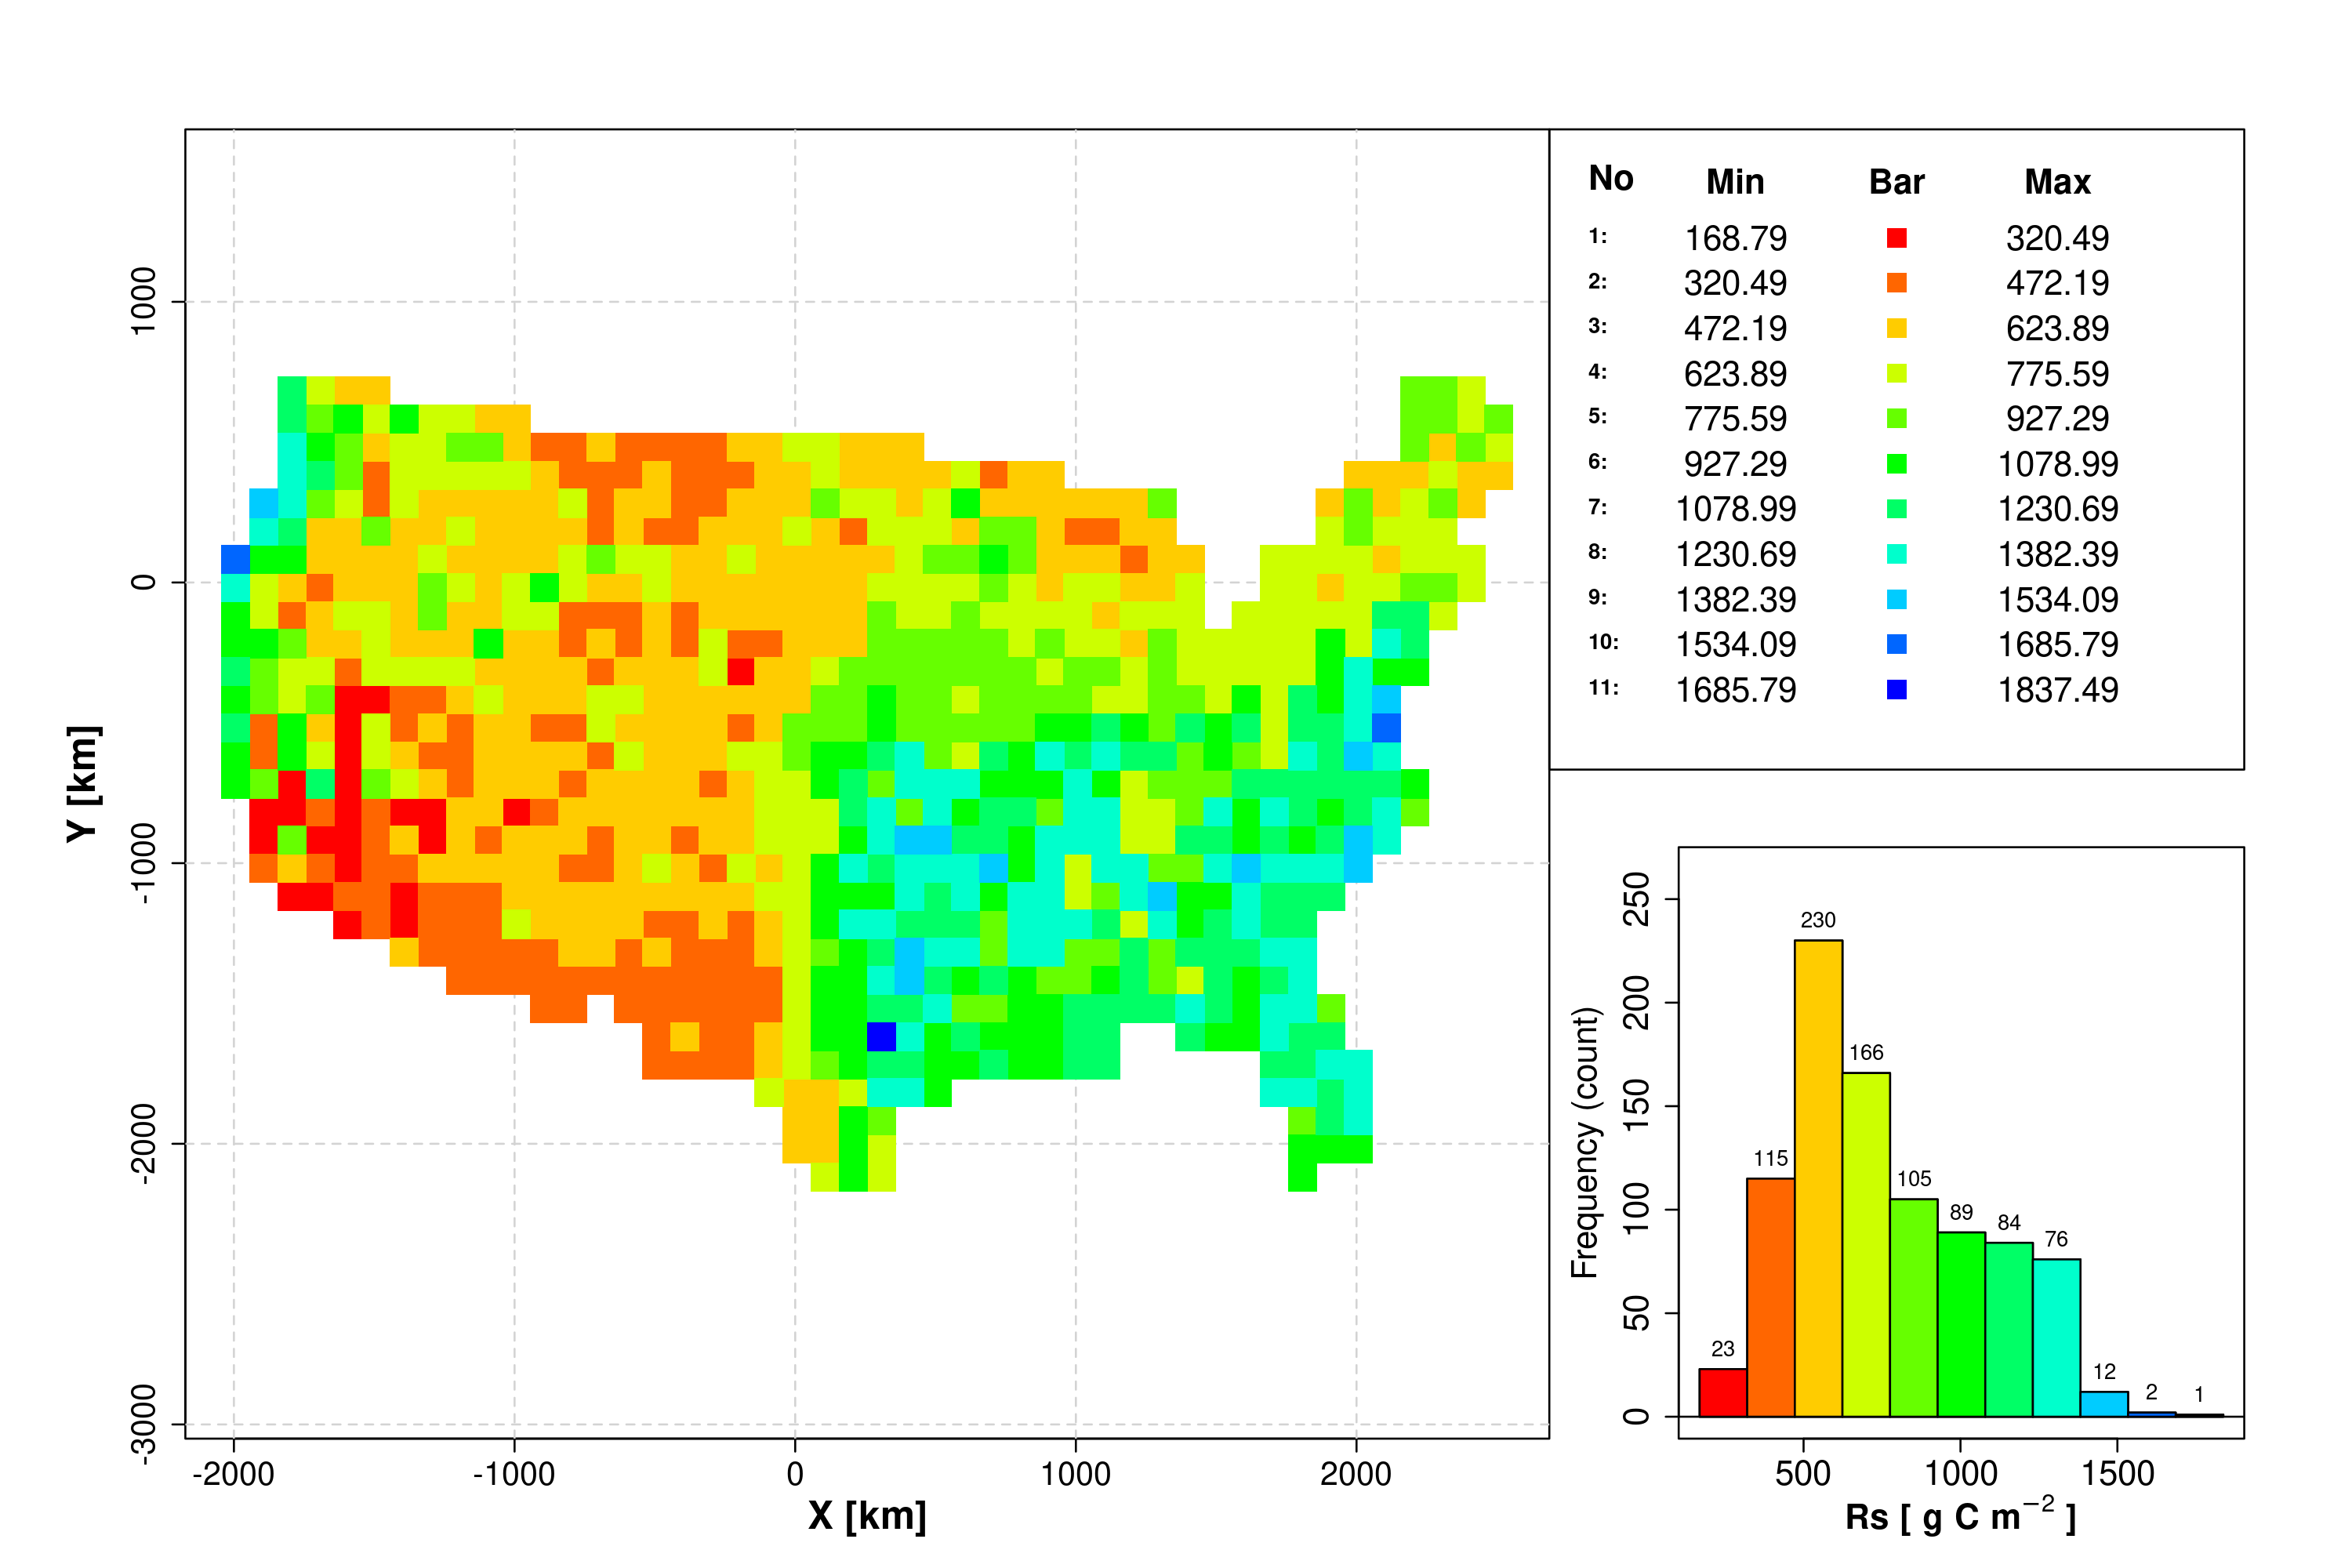 No Min Bar Max
1: 168.79 320.49
2: 320.49 472.19
3: 472.19 623.89
4: 623.89 775.59
5: 775.59 927.29
6: 927.29 1078.99
7: 1078.99 1230.69
8: 1230.69 1382.39
9: 1382.39 1534.09
10: 1534.09 1685.79
11: 1685.79 1837.49
Y [km]
1000
0
-1000
-2000
-3000
-2000 -1000 0 1000 2000
X [km]
Frequency (count)
250
200
150
100
50
0
23 115 230 166 105 89 84 76 12 2 1
500 1000 1500
Rs [ g C m⁻² ]